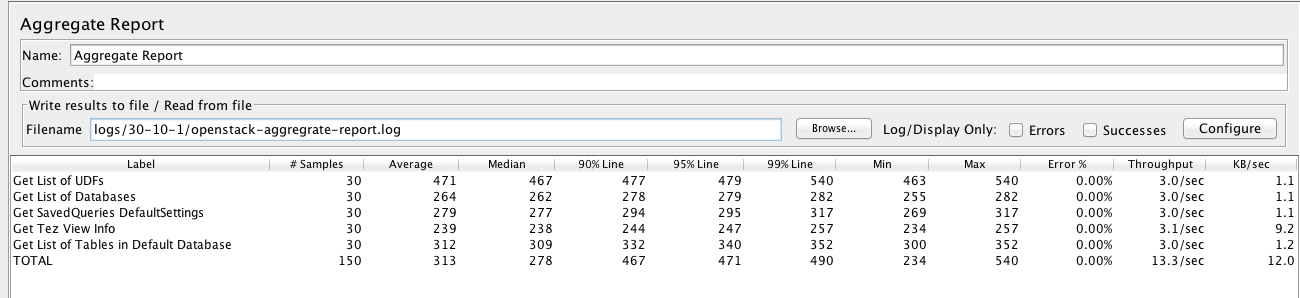 Aggregate Report
Name: Aggregate Report
Comments:
Write results to file / Read from file
Filename logs/30-10-1/openstack-aggregrate-report.log Browse... Log/Display Only: Errors Successes Configure
Label # Samples Average Median 90% Line 95% Line 99% Line Min Max Error % Throughput KB/sec
Get List of UDFs 30 471 467 477 479 540 463 540 0.00% 3.0/sec 1.1
Get List of Databases 30 264 262 278 279 282 255 282 0.00% 3.0/sec 1.1
Get SavedQueries DefaultSettings 30 279 277 294 295 317 269 317 0.00% 3.0/sec 1.1
Get Tez View Info 30 239 238 244 247 257 234 257 0.00% 3.1/sec 9.2
Get List of Tables in Default Database 30 312 309 332 340 352 300 352 0.00% 3.0/sec 1.2
TOTAL 150 313 278 467 471 490 234 540 0.00% 13.3/sec 12.0